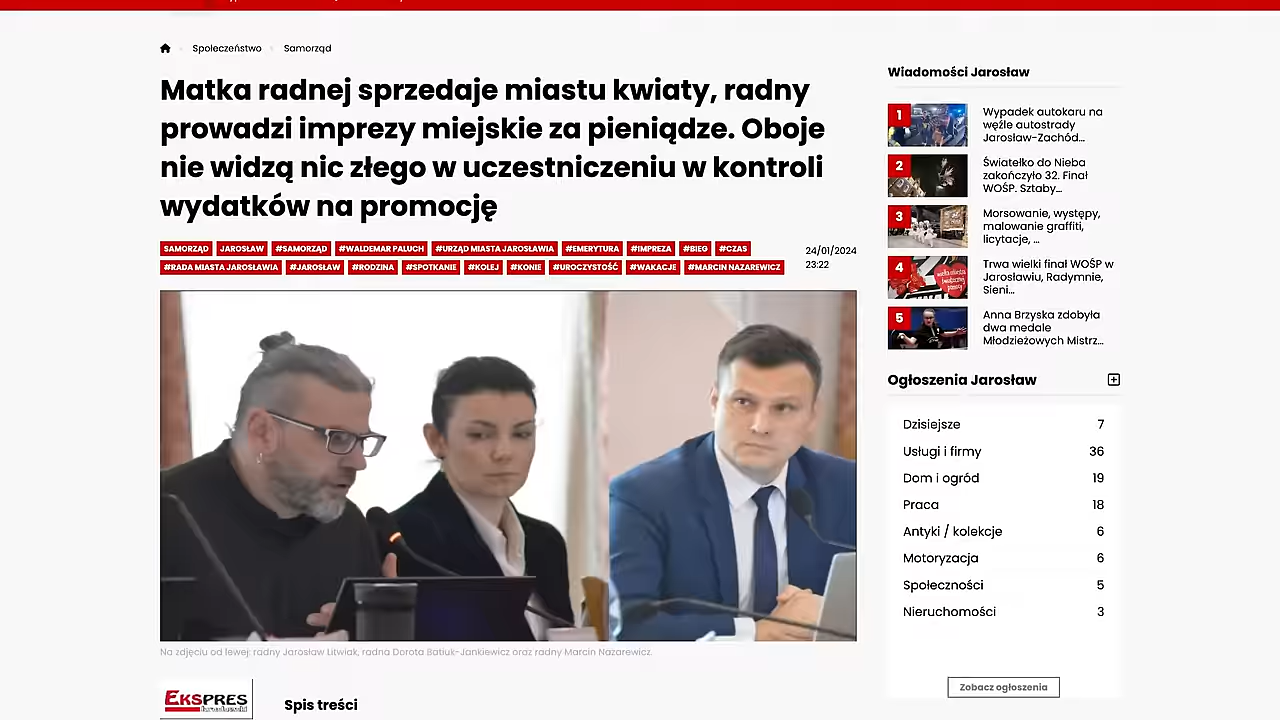 Społeczeństwo
Samorząd
Matka radnej sprzedaje miastu kwiaty, radny
prowadzi imprezy miejskie za pieniądze. Oboje
nie widzą nic złego w uczestniczeniu w kontroli
wydatków na promocję
SAMORZĄD JAROSŁAW #SAMORZĄD #WALDEMAR PALUCH #URZĄD MIASTA JAROSŁAWIA #EMERYTURA #IMPREZA #BIEG #CZAS
#RADA MIASTA JAROSŁAWIA #JAROSŁAW #RODZINA #SPOTKANIE #KOLEJ #KONIE #UROCZYSTOŚĆ #WAKACJE #MARCIN NAZAREWICZ
24/01/2024
23:22
Na zdjęciu od lewej: radny Jarosław Litwiak, radna Dorota Batiuk-Jankiewicz oraz radny Marcin Nazarewicz.
EKSPRES
Jarosławski
Spis treści
Wiadomości Jarosław
1
Wypadek autokaru na
węźle autostrady
Jarosław-Zachód...
2
Światełko do Nieba
zakończyło 32. Finał
WOŚP. Sztaby...
3
Morsowanie, występy,
malowanie graffiti,
licytacje, ...
4
Trwa wielki finał WOŚP w
Jarosławiu, Radymnie,
Sieni...
5
Anna Brzyska zdobyła
dwa medale
Młodzieżowych Mistrz...
Ogłoszenia Jarosław
Dzisiejsze 7
Usługi i firmy 36
Dom i ogród 19
Praca 18
Antyki / kolekcje 6
Motoryzacja 6
Społeczności 5
Nieruchomości 3
Zobacz ogłoszenia